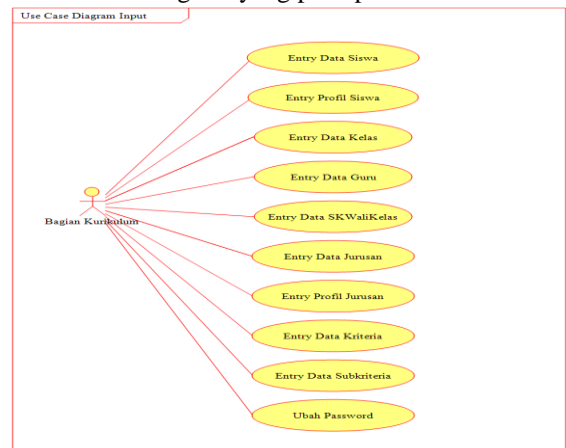 Use Case Diagram Input
Entry Data Siswa
Entry Profil Siswa
Entry Data Kelas
Entry Data Guru
Bagian Kurikulum
Entry Data SKWaliKelas
Entry Data Jurusan
Entry Profil Jurusan
Entry Data Kriteria
Entry Data Subkriteria
Ubah Password